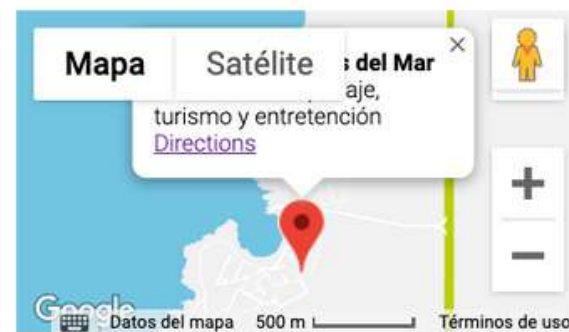 Mapa Satélite
s del Mar
aje,
turismo y entretención
Directions
Google
Datos del mapa 500 m Términos de uso